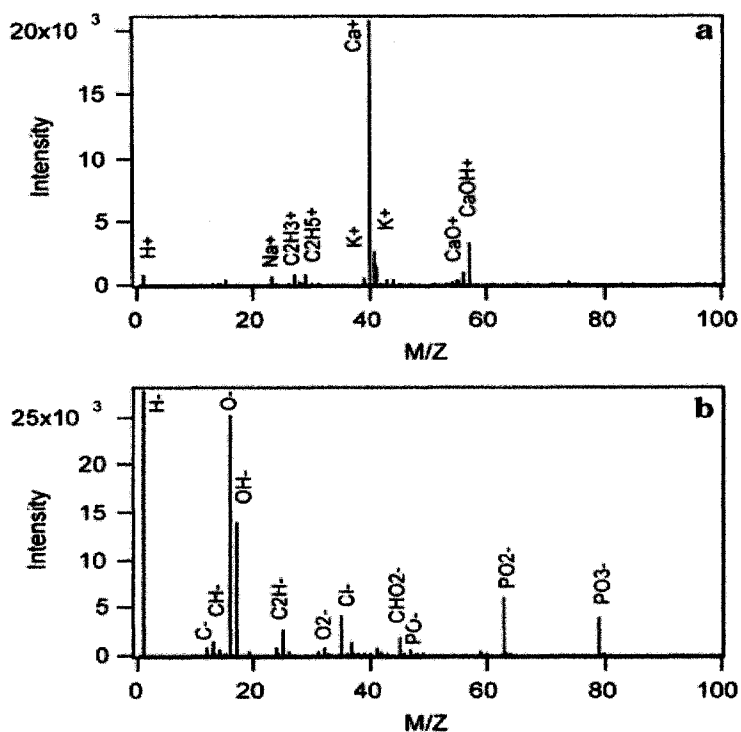 20x10 3
a
15
10
5
0
Intensity
H+
Na+
C2H3+
C2H5+
K+
Ca+
K+
CaO+
CaOH+
0 20 40 60 80 100
M/Z
25x10 3
b
20
15
10
5
0
Intensity
H-
C-
CH-
O-
OH-
C2H-
O2-
Cl-
CHO2-
PO-
PO2-
PO3-
0 20 40 60 80 100
M/Z